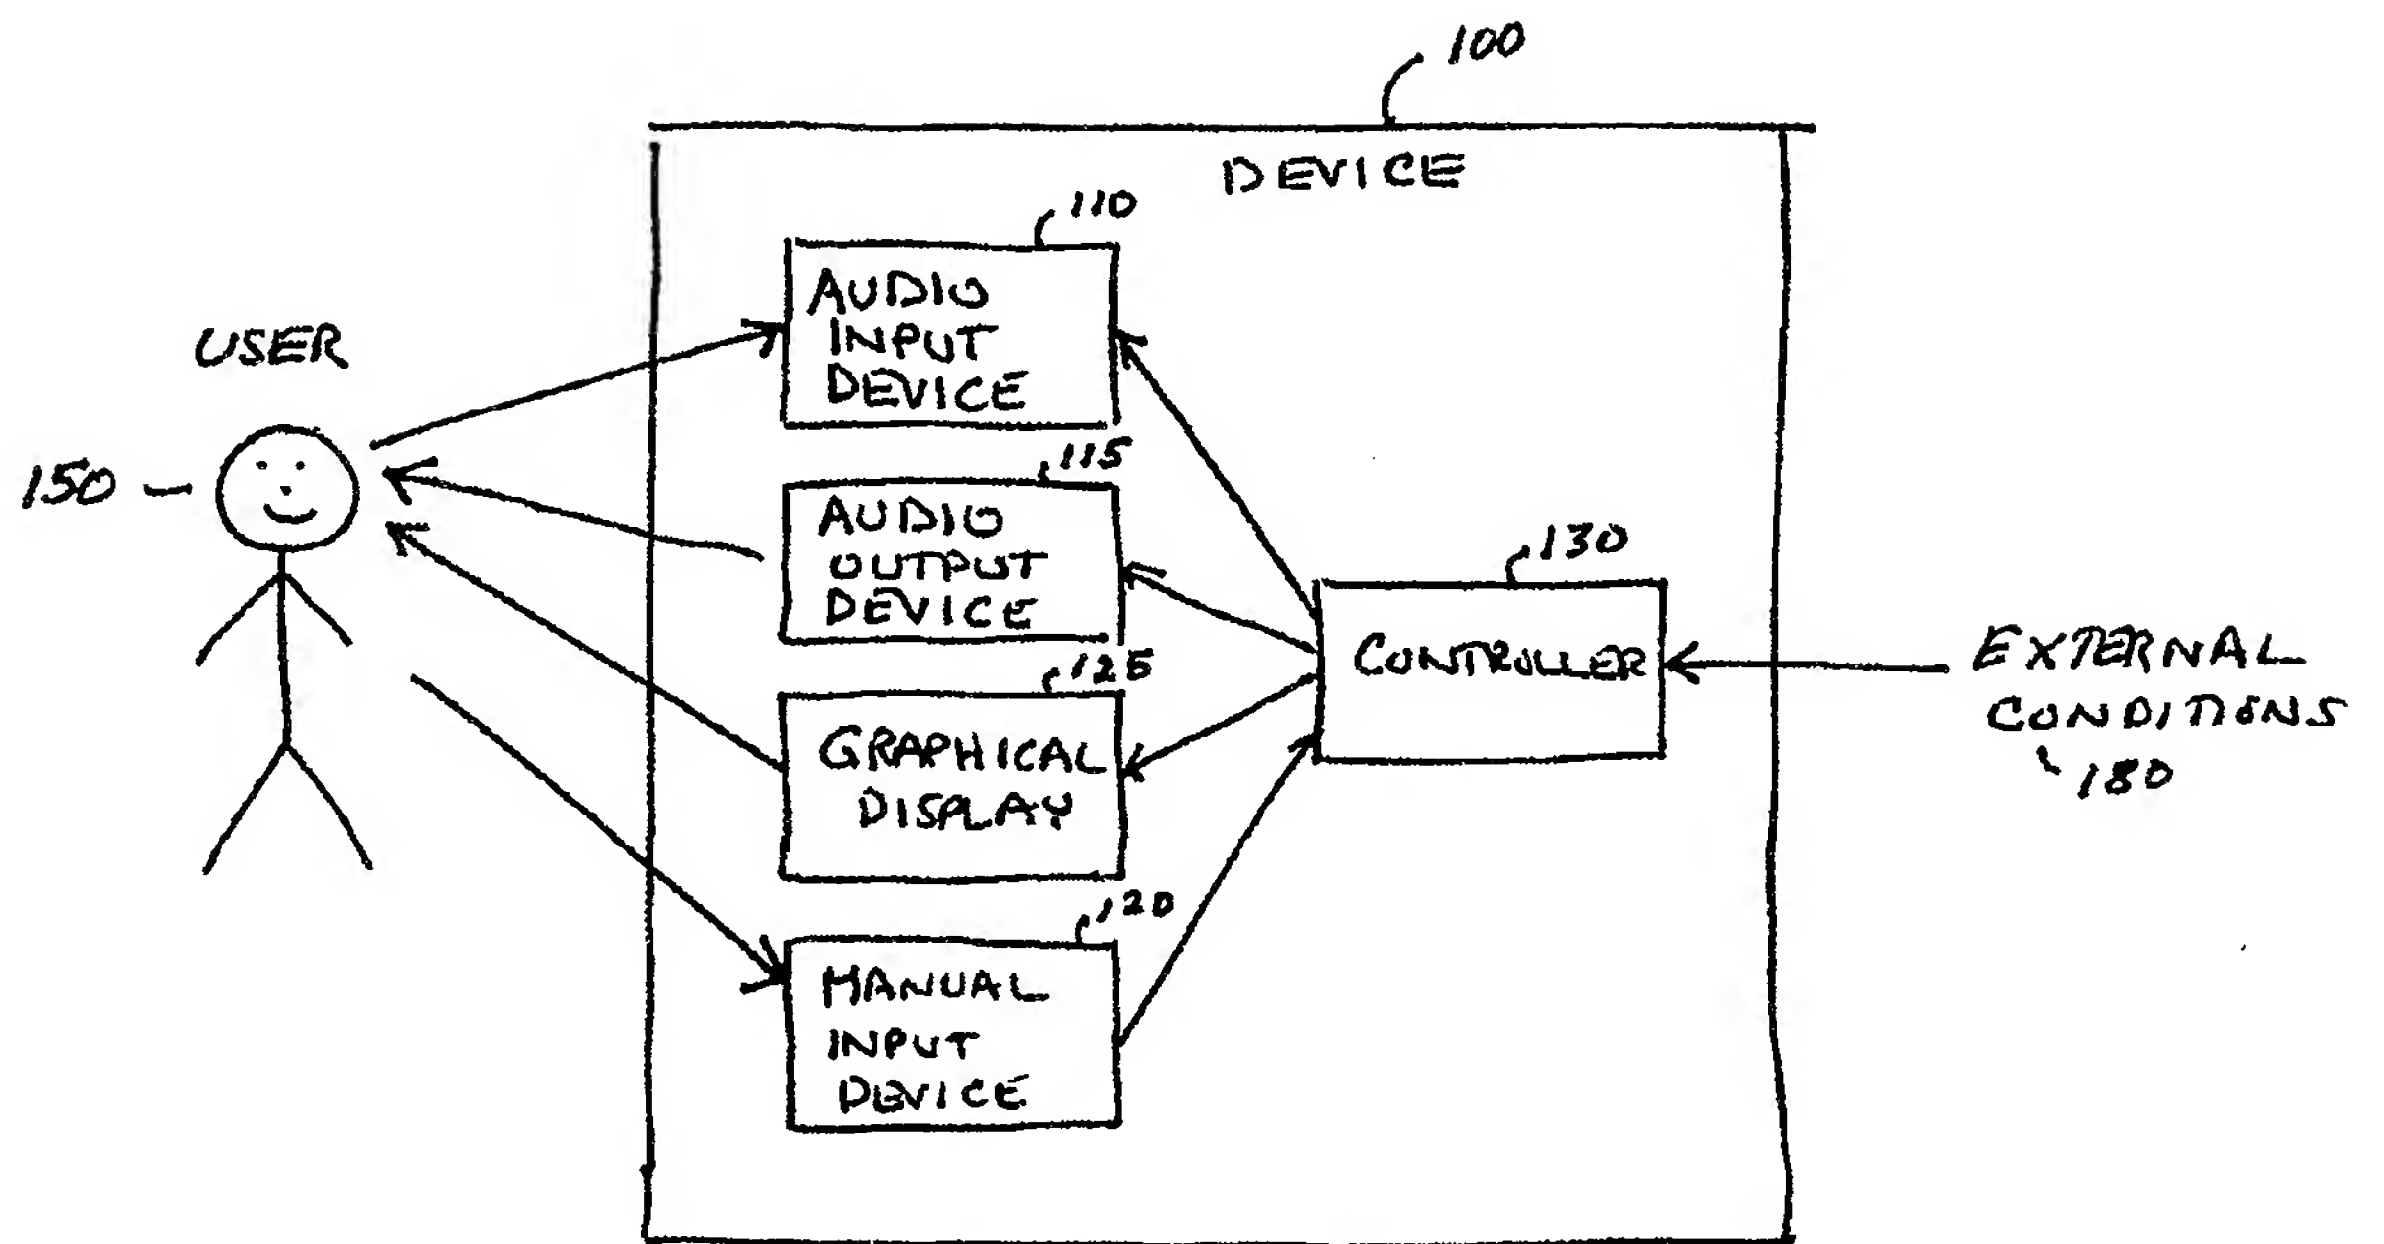 100
DEVICE
110
AUDIO
INPUT
DEVICE
USER
150
115
AUDIO
OUTPUT
DEVICE
130
CONTROLLER
EXTERNAL
CONDITIONS
180
125
GRAPHICAL
DISPLAY
120
MANUAL
INPUT
DEVICE